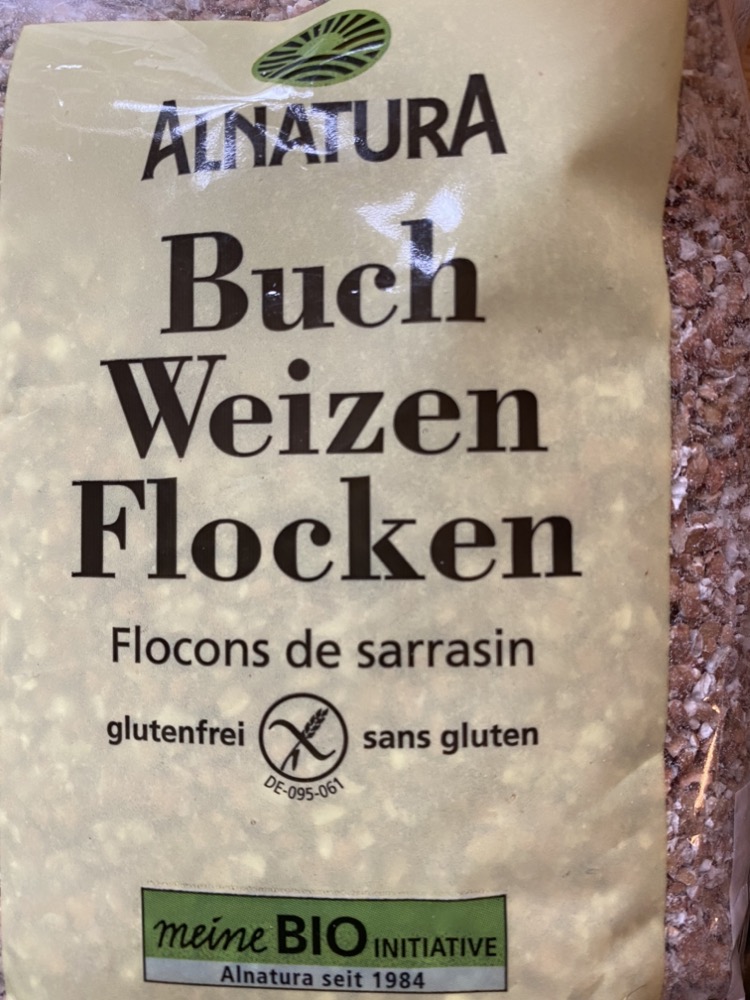 ALNATURA
Buch
Weizen
Flocken
Flocons de sarrasin
glutenfrei sans gluten
DE-095-061
meine BIO INITIATIVE
Alnatura seit 1984